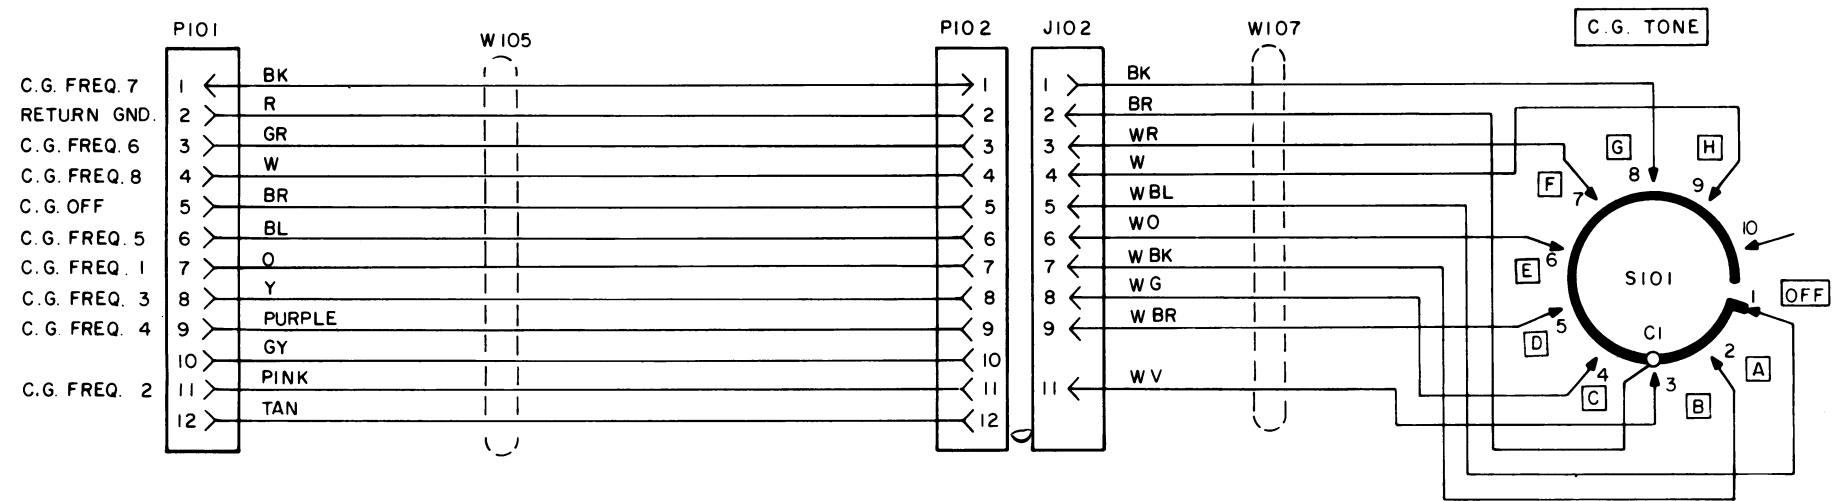 C.G. TONE
P101
W105
P102
J102
W107
C.G. FREQ. 7 1 BK 1 1 BK
RETURN GND. 2 R 2 2 BR
C.G. FREQ. 6 3 GR 3 3 WR
C.G. FREQ. 8 4 W 4 4 W
C.G. OFF 5 BR 5 5 WBL
C.G. FREQ. 5 6 BL 6 6 WO
C.G. FREQ. 1 7 O 7 7 WBK
C.G. FREQ. 3 8 Y 8 8 WG
C.G. FREQ. 4 9 PURPLE 9 9 WBR
10 GY 10
C.G. FREQ. 2 11 PINK 11 11 WV
12 TAN 12
G
H
8
9
F
7
10
6
E
S101
1
OFF
5
D
C1
2
A
4
3
C
B